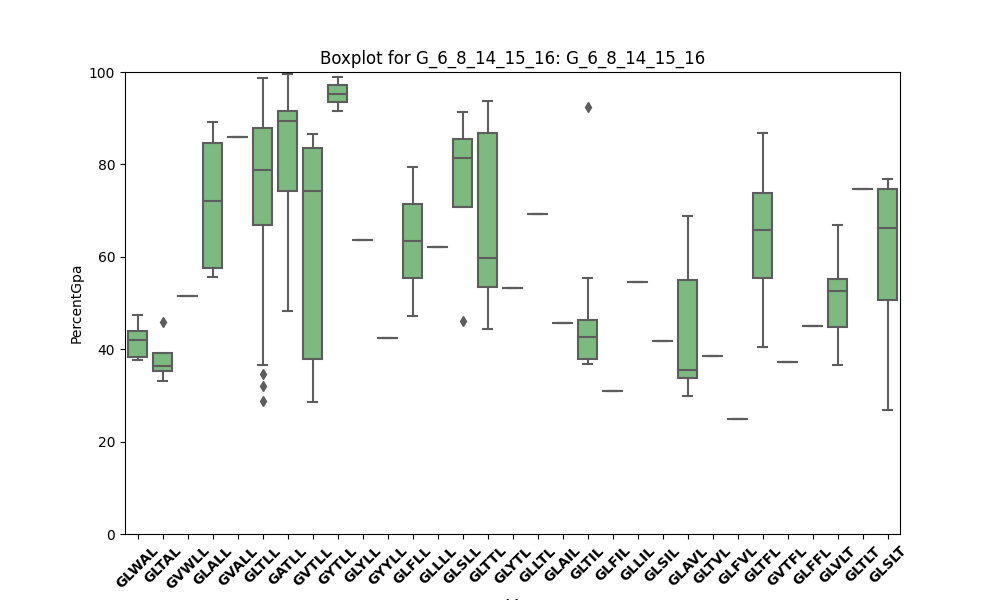 Boxplot for G_6_8_14_15_16: G_6_8_14_15_16
100
80
60
40
20
0
PercentGpa
GLWAL
GLTAL
GVWLL
GLALL
GVALL
GLTLL
GATLL
GVTLL
GYTLL
GLYLL
GYYLL
GLFLL
GLLLL
GLSLL
GLTTL
GLYTL
GLLTL
GLAIL
GLTIL
GLFIL
GLLIL
GLSIL
GLAVL
GLTVL
GLFVL
GLTFL
GVTFL
GLFFL
GLVLT
GLTLT
GLSLT